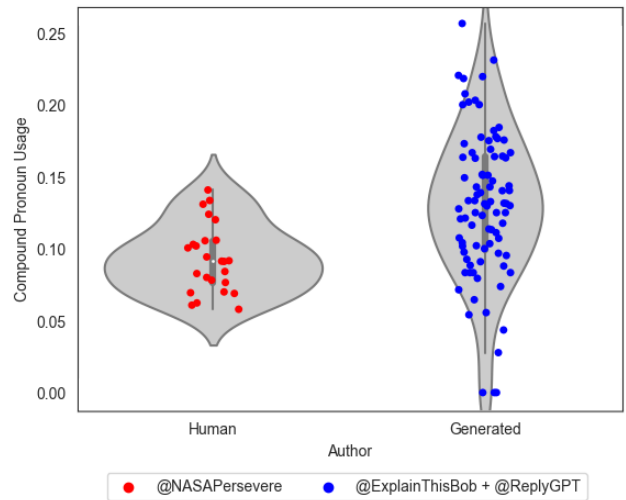 0.25
0.20
0.15
0.10
0.05
0.00
Compound Pronoun Usage
Human
Generated
Author
@NASAPersevere
@ExplainThisBob + @ReplyGPT